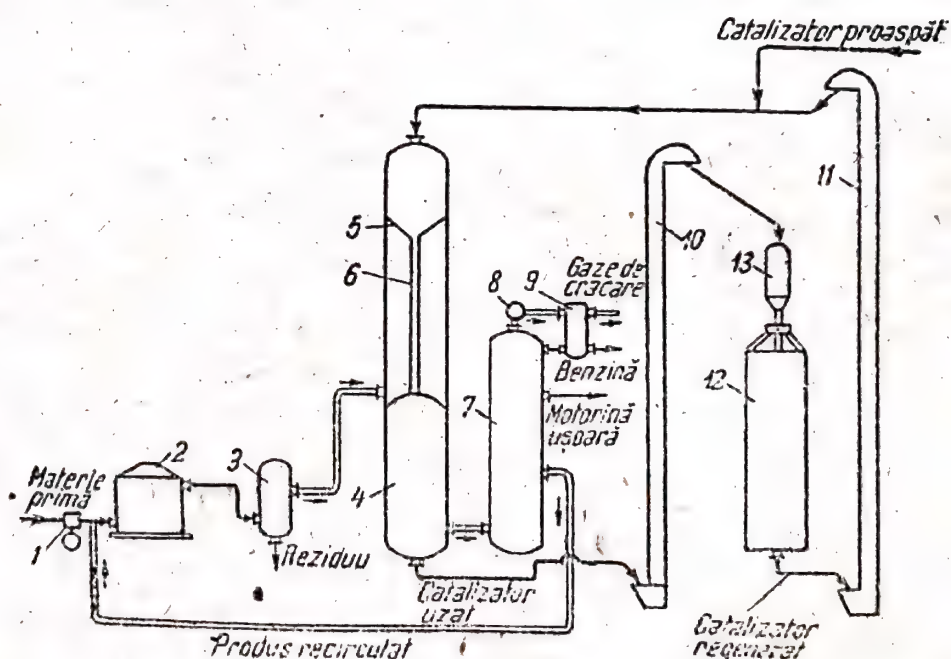 Catalizator proaspăt
11
10
5
6
13
Gaze de
cracare
8
9
Benzină
12
7
Motorină
ușoară
2
3
Materie
primă
4
1
Reziduu
Catalizator
uzat
Catalizator
regenerat
Produs recirculat